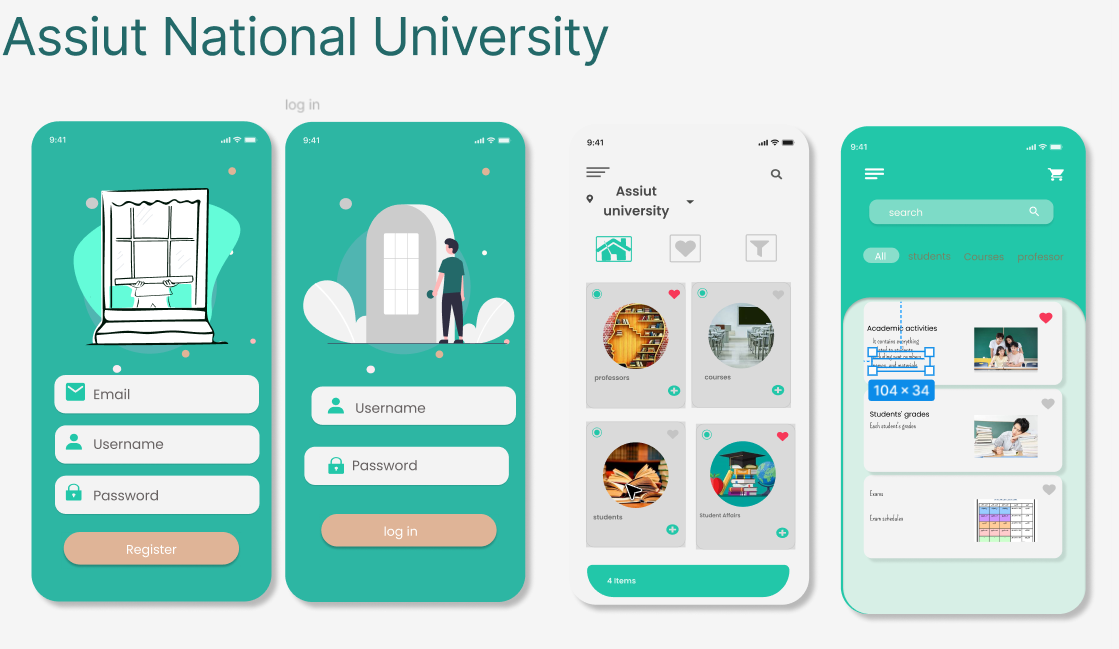 Assiut National University
log in
9:41
Email
Username
Password
Register
9:41
Username
Password
log in
9:41
Assiut
university
professors
courses
students
Student Affairs
4 Items
9:41
search
All students Courses professor
Academic activities
It contains everything
104 × 34
Students' grades
Each student's grades
Exams
Exam schedules